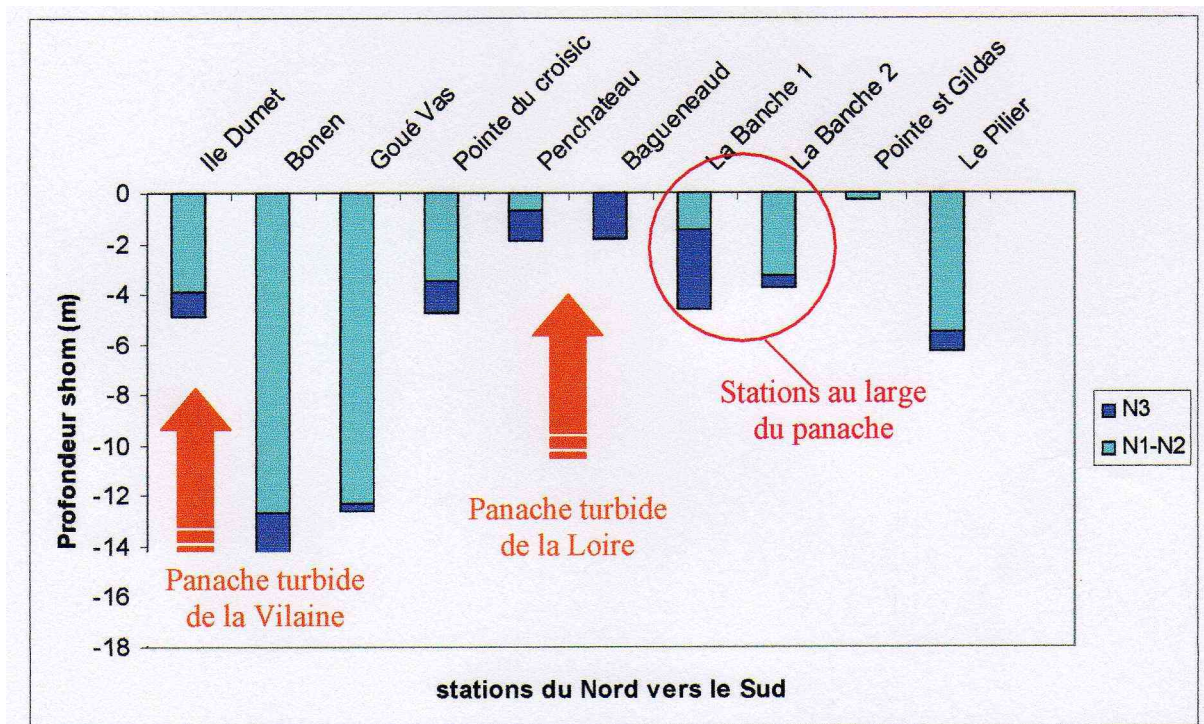 Ile Dumet
Bonen
Goué Vas
Pointe du croisic
Penchateau
Bagueneaud
La Banche 1
La Banche 2
Pointe st Gildas
Le Pilier
0
-2
-4
-6
-8
-10
-12
-14
-16
-18
Profondeur shom (m)
Panache turbide
de la Vilaine
Panache turbide
de la Loire
Stations au large
du panache
N3
N1-N2
stations du Nord vers le Sud